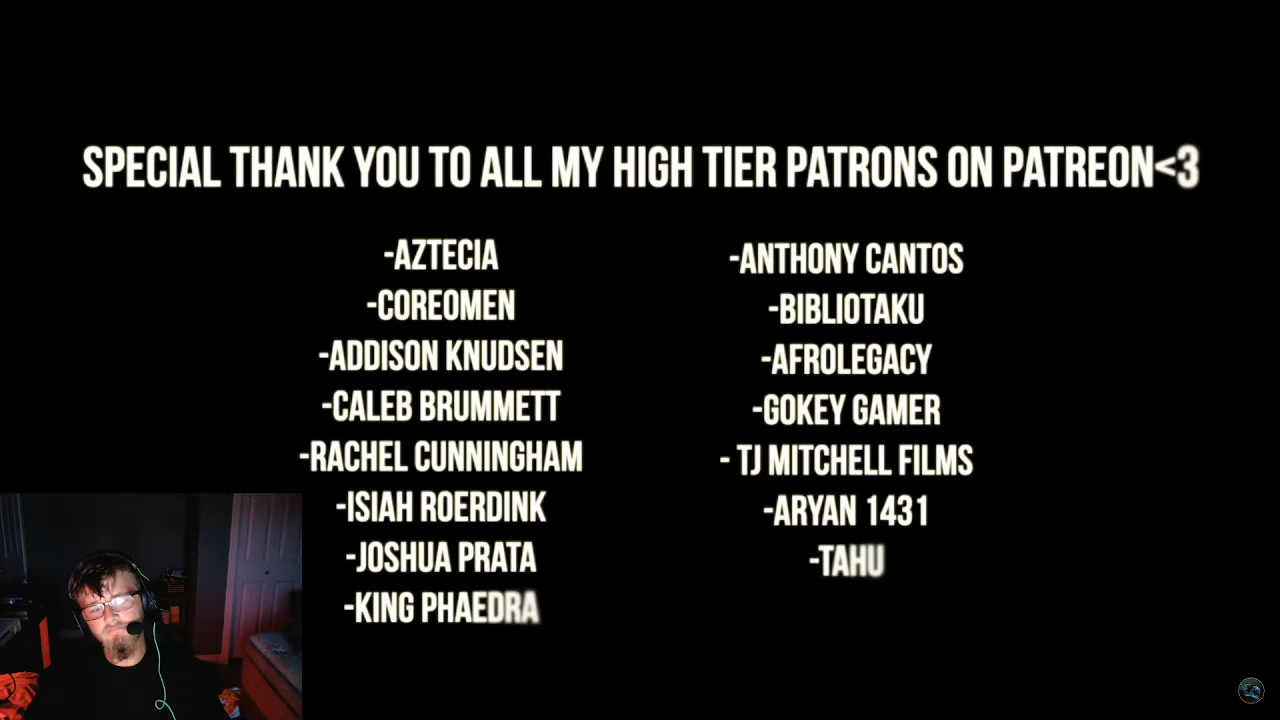 SPECIAL THANK YOU TO ALL MY HIGH TIER PATRONS ON PATREON<3
-AZTECIA
-COREOMEN
-ADDISON KNUDSEN
-CALEB BRUMMETT
-RACHEL CUNNINGHAM
-ISIAH ROERDINK
-JOSHUA PRATA
-KING PHAEDRA
-ANTHONY CANTOS
-BIBLIOTAKU
-AFROLEGACY
-GOKEY GAMER
- TJ MITCHELL FILMS
-ARYAN 1431
-TAHU